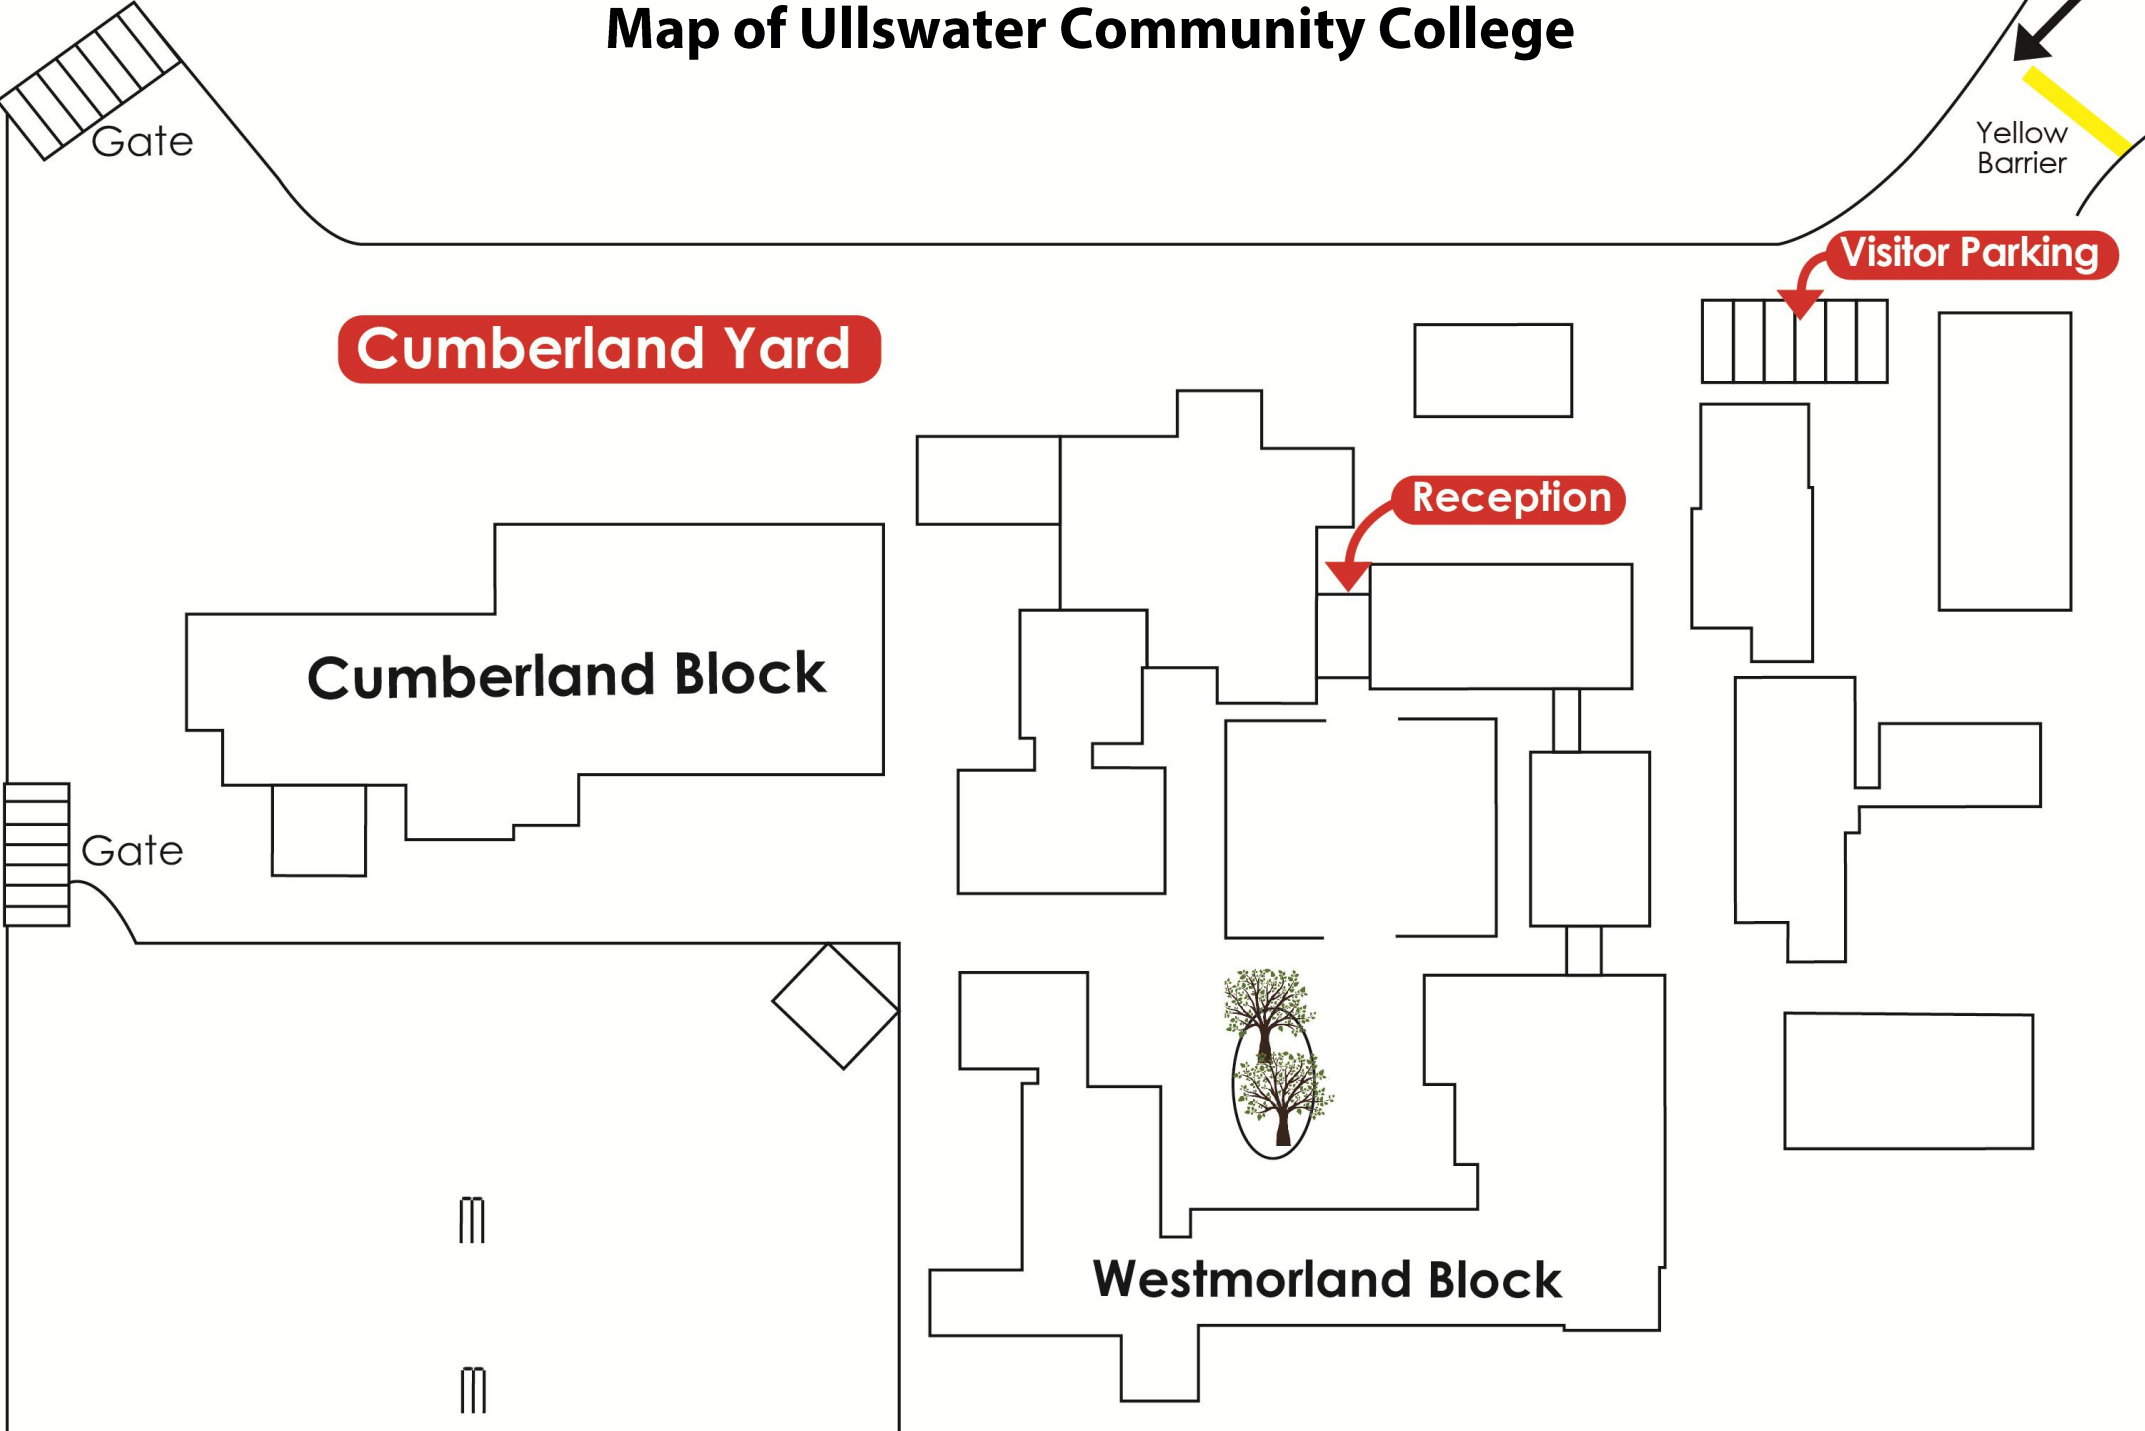 Map of Ullswater Community College
Gate
Yellow
Barrier
Visitor Parking
Cumberland Yard
Reception
Cumberland Block
Gate
Westmorland Block